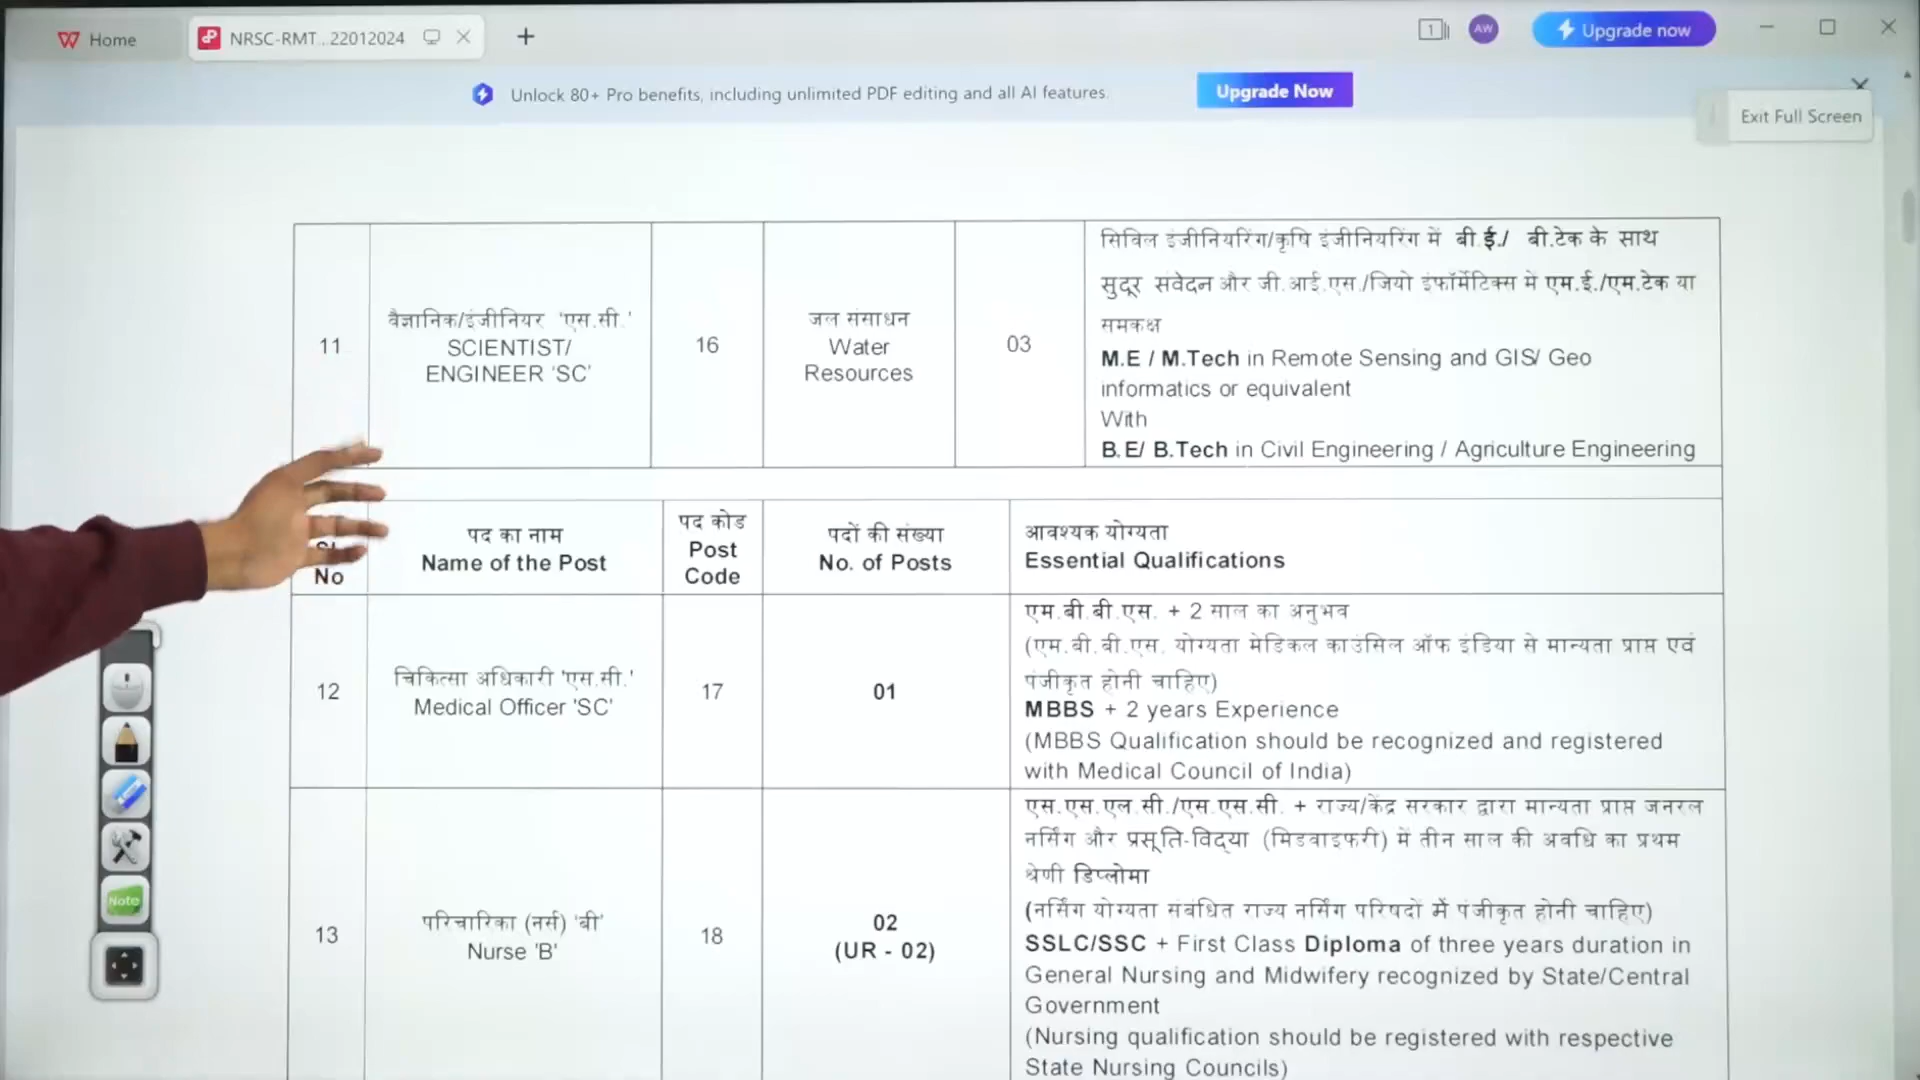 Home
NRSC-RMT...22012024
1
AW
Upgrade now
Unlock 80+ Pro benefits, including unlimited PDF editing and all AI features.
Upgrade Now
Exit Full Screen
11
वैज्ञानिक/इंजीनियर 'एस.सी.'
SCIENTIST/
ENGINEER 'SC'
16
जल संसाधन
Water
Resources
03
सिविल इंजीनियरिंग/कृषि इंजीनियरिंग में बी.ई./ बी.टेक के साथ
सुदूर संवेदन और जी.आई.एस./जियो इंफॉर्मेटिक्स में एम.ई./एम.टेक या
समकक्ष
M.E / M.Tech in Remote Sensing and GIS/ Geo
informatics or equivalent
With
B.E/ B.Tech in Civil Engineering / Agriculture Engineering
No
पद का नाम
Name of the Post
पद कोड
Post
Code
पदों की संख्या
No. of Posts
आवश्यक योग्यता
Essential Qualifications
12
चिकित्सा अधिकारी 'एस.सी.'
Medical Officer 'SC'
17
01
एम.बी.बी.एस. + 2 साल का अनुभव
(एम.बी.बी.एस. योग्यता मेडिकल काउंसिल ऑफ इंडिया से मान्यता प्राप्त एवं
पंजीकृत होनी चाहिए)
MBBS + 2 years Experience
(MBBS Qualification should be recognized and registered
with Medical Council of India)
13
परिचारिका (नर्स) 'बी'
Nurse 'B'
18
02
(UR - 02)
एस.एस.एल.सी./एस.एस.सी. + राज्य/केंद्र सरकार द्वारा मान्यता प्राप्त जनरल
नर्सिंग और प्रसूति-विद्या (मिडवाइफरी) में तीन साल की अवधि का प्रथम
श्रेणी डिप्लोमा
(नर्सिंग योग्यता संबंधित राज्य नर्सिंग परिषदों में पंजीकृत होनी चाहिए)
SSLC/SSC + First Class Diploma of three years duration in
General Nursing and Midwifery recognized by State/Central
Government
(Nursing qualification should be registered with respective
State Nursing Councils)
Note